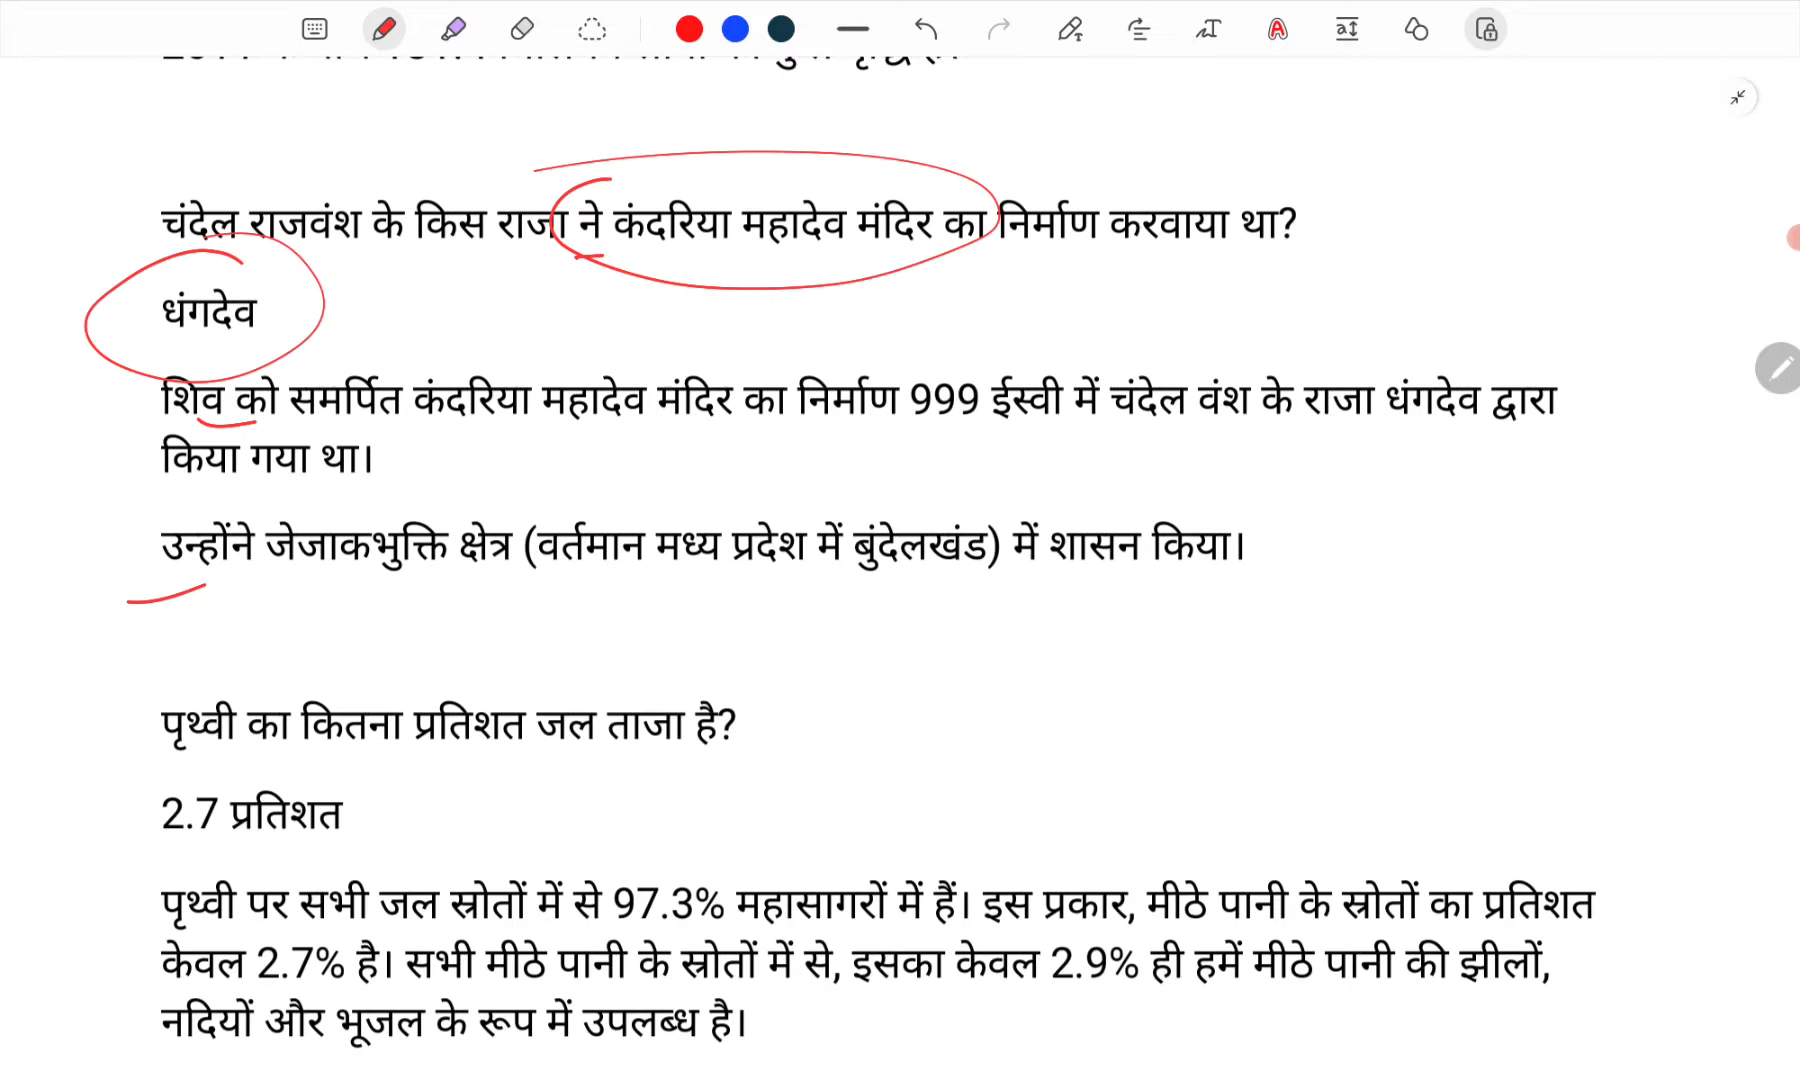 चंदेल राजवंश के किस राजा ने कंदरिया महादेव मंदिर का निर्माण करवाया था?
धंगदेव
शिव को समर्पित कंदरिया महादेव मंदिर का निर्माण 999 ईस्वी में चंदेल वंश के राजा धंगदेव द्वारा
किया गया था।
उन्होंने जेजाकभुक्ति क्षेत्र (वर्तमान मध्य प्रदेश में बुंदेलखंड) में शासन किया।
पृथ्वी का कितना प्रतिशत जल ताजा है?
2.7 प्रतिशत
पृथ्वी पर सभी जल स्रोतों में से 97.3% महासागरों में हैं। इस प्रकार, मीठे पानी के स्रोतों का प्रतिशत
केवल 2.7% है। सभी मीठे पानी के स्रोतों में से, इसका केवल 2.9% ही हमें मीठे पानी की झीलों,
नदियों और भूजल के रूप में उपलब्ध है।